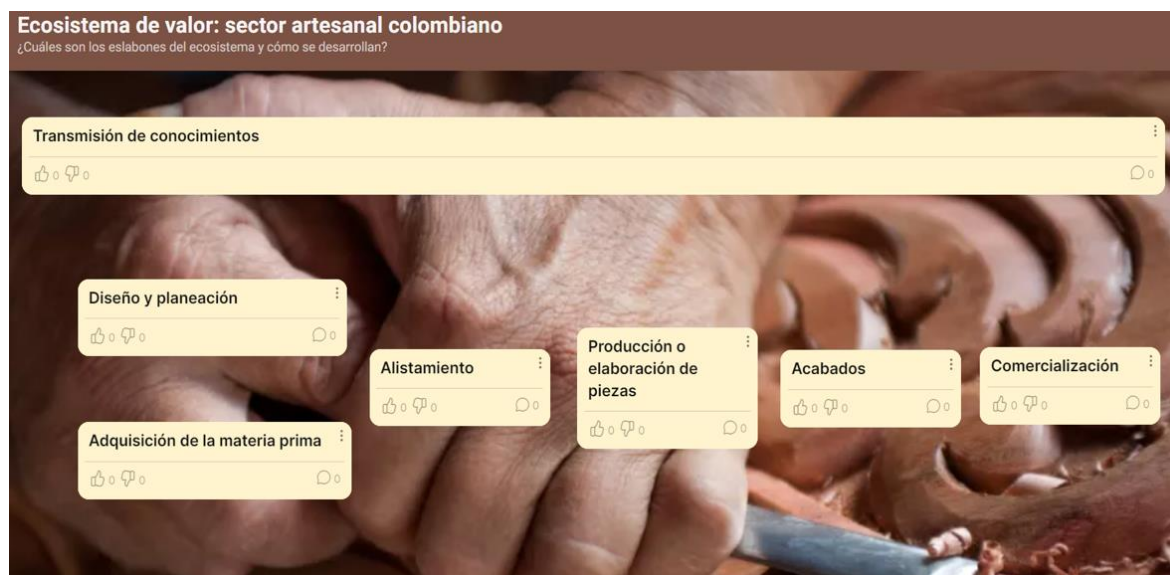 Ecosistema de valor: sector artesanal colombiano
¿Cuáles son los eslabones del ecosistema y cómo se desarrollan?
Transmisión de conocimientos
0 0 0
Diseño y planeación
0 0 0
Adquisición de la materia prima
0 0 0
Alistamiento
0 0 0
Producción o
elaboración de
piezas
0 0 0
Acabados
0 0 0
Comercialización
0 0 0